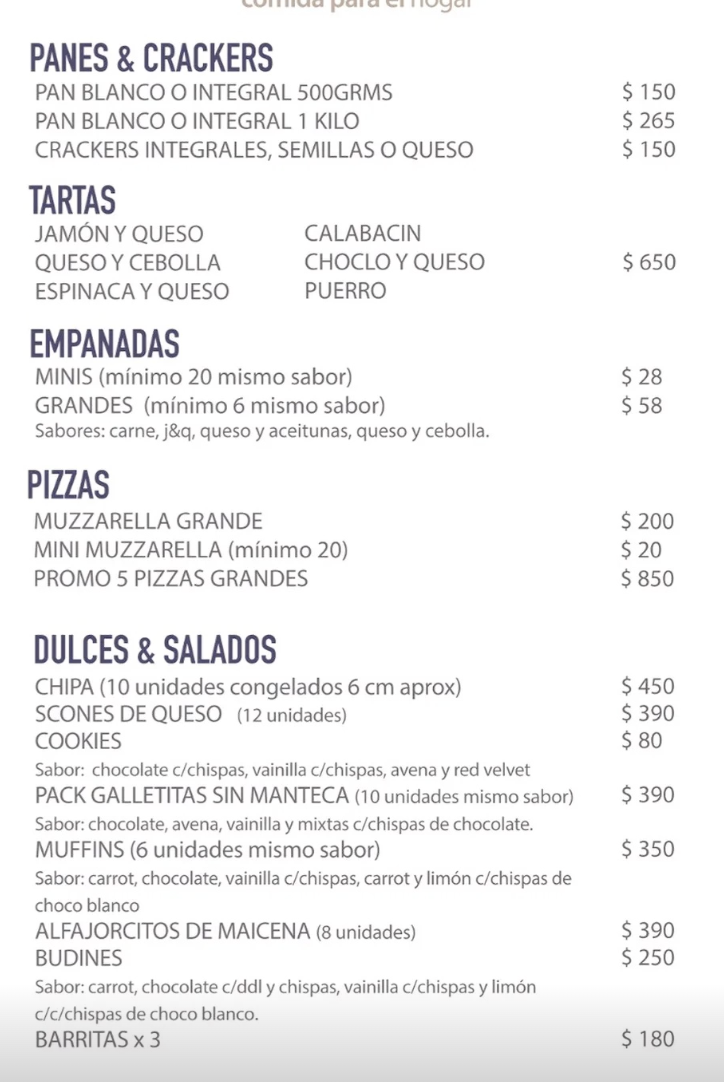 comida para el hogar
PANES & CRACKERS
PAN BLANCO O INTEGRAL 500GRMS $ 150
PAN BLANCO O INTEGRAL 1 KILO $ 265
CRACKERS INTEGRALES, SEMILLAS O QUESO $ 150
TARTAS
JAMÓN Y QUESO CALABACIN
QUESO Y CEBOLLA CHOCLO Y QUESO $ 650
ESPINACA Y QUESO PUERRO
EMPANADAS
MINIS (mínimo 20 mismo sabor) $ 28
GRANDES (mínimo 6 mismo sabor) $ 58
Sabores: carne, j&q, queso y aceitunas, queso y cebolla.
PIZZAS
MUZZARELLA GRANDE $ 200
MINI MUZZARELLA (mínimo 20) $ 20
PROMO 5 PIZZAS GRANDES $ 850
DULCES & SALADOS
CHIPA (10 unidades congelados 6 cm aprox) $ 450
SCONES DE QUESO (12 unidades) $ 390
COOKIES $ 80
Sabor: chocolate c/chispas, vainilla c/chispas, avena y red velvet
PACK GALLETITAS SIN MANTECA (10 unidades mismo sabor) $ 390
Sabor: chocolate, avena, vainilla y mixtas c/chispas de chocolate.
MUFFINS (6 unidades mismo sabor) $ 350
Sabor: carrot, chocolate, vainilla c/chispas, carrot y limón c/chispas de
choco blanco
ALFAJORCITOS DE MAICENA (8 unidades) $ 390
BUDINES $ 250
Sabor: carrot, chocolate c/ddl y chispas, vainilla c/chispas y limón
c/c/chispas de choco blanco.
BARRITAS x 3 $ 180